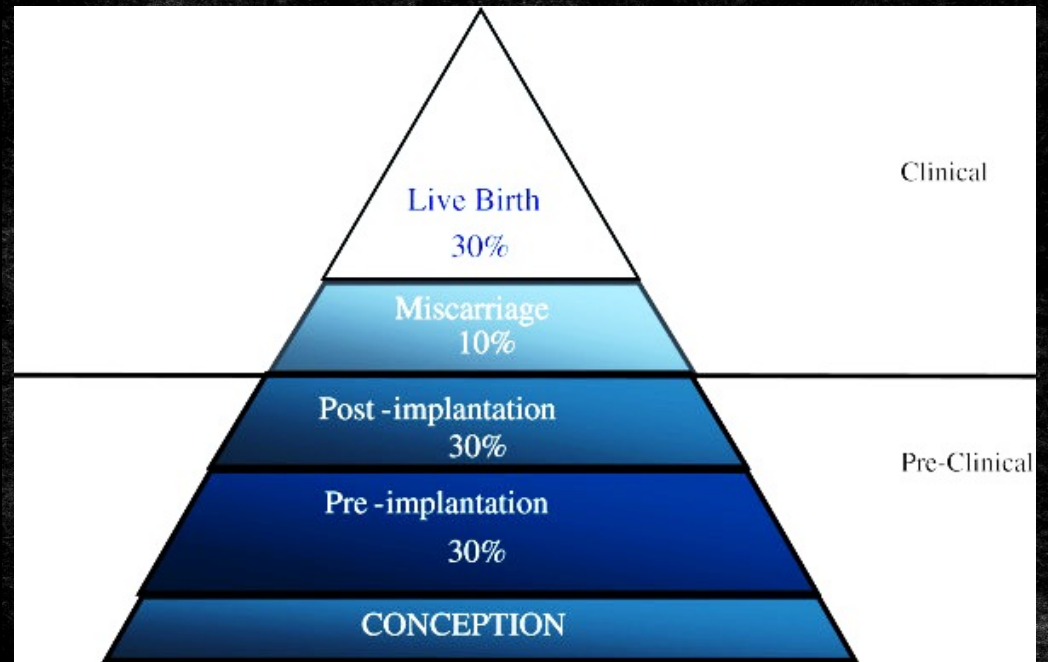 Live Birth
30%
Clinical
Miscarriage
10%
Post -implantation
30%
Pre-Clinical
Pre -implantation
30%
CONCEPTION